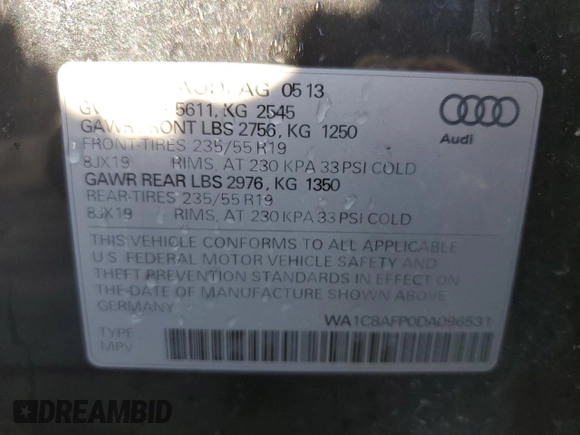 AUDI AG 05 13
5611, KG 2545
GAWR FRONT LBS 2756, KG 1250
FRONT-TIRES 235/55 R19
8JX19 RIMS, AT 230 KPA 33 PSI COLD
GAWR REAR LBS 2976, KG 1350
REAR-TIRES 235/55 R19
8JX19 RIMS, AT 230 KPA 33 PSI COLD
THIS VEHICLE CONFORMS TO ALL APPLICABLE
U.S. FEDERAL MOTOR VEHICLE SAFETY AND
THEFT PREVENTION STANDARDS IN EFFECT ON
THE DATE OF MANUFACTURE SHOWN ABOVE.
GERMANY
WA1C8AFP0DA096531
TYPE
MPV
Audi
DREAMBID